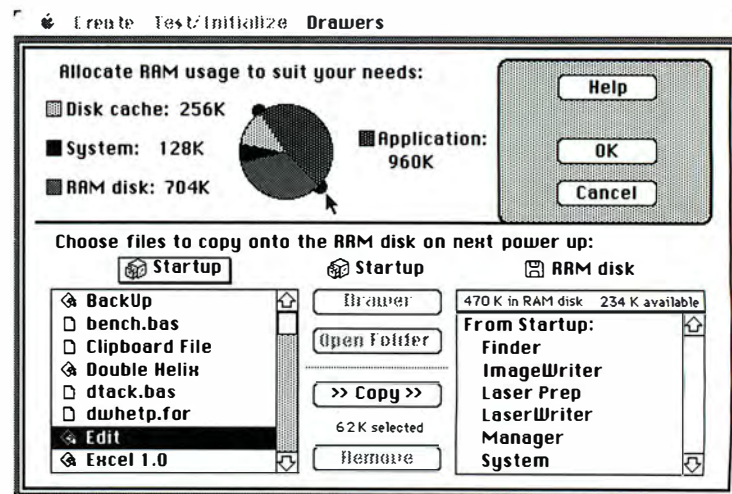 Create Test/Initialize Drawers
Allocate RAM usage to suit your needs:
Disk cache: 256K
System: 128K
RAM disk: 704K
Application:
960K
Help
OK
Cancel
Choose files to copy onto the RAM disk on next power up:
Startup
Startup
RAM disk
BackUp
bench.bas
Clipboard File
Double Helix
dtack.bas
dwhetp.for
Edit
Excel 1.0
Drawer
Open Folder
>> Copy >>
62K selected
Remove
470 K in RAM disk 234 K available
From Startup:
Finder
ImageWriter
Laser Prep
LaserWriter
Manager
System